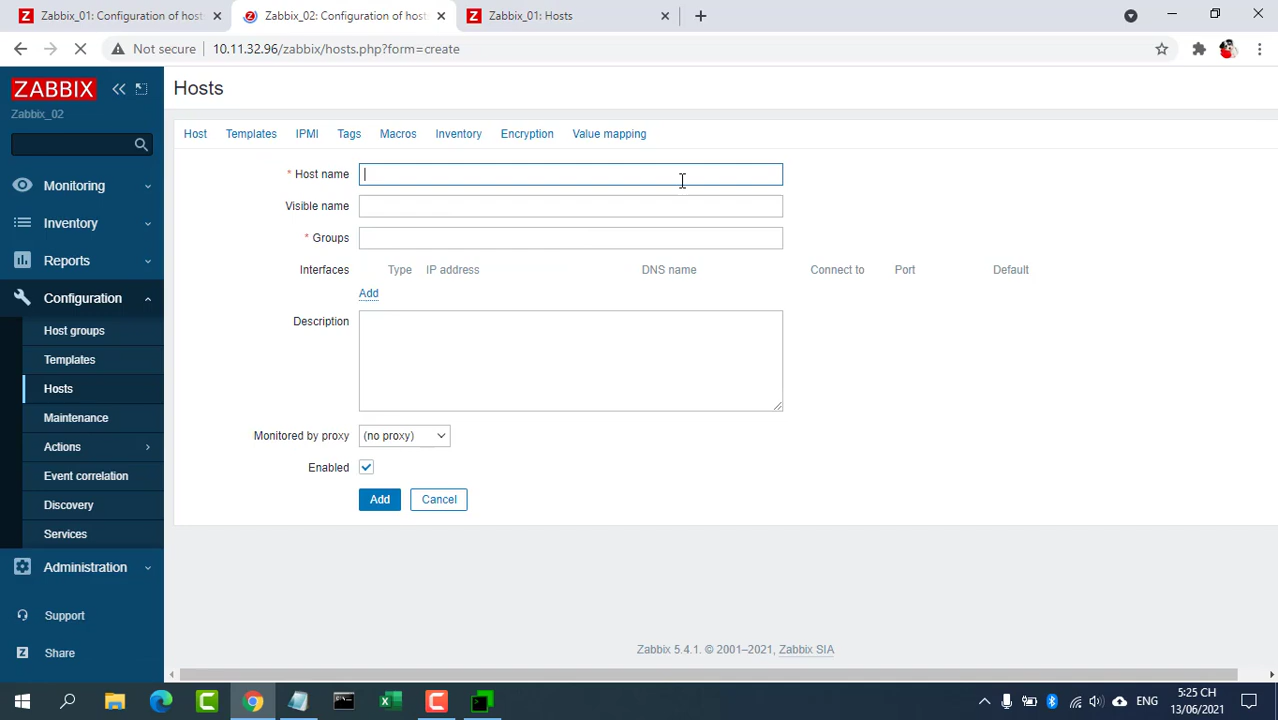 Zabbix_01: Configuration of host
Zabbix_02: Configuration of host
Zabbix_01: Hosts
Not secure
10.11.32.96/zabbix/hosts.php?form=create
ZABBIX
Zabbix_02
Monitoring
Inventory
Reports
Configuration
Host groups
Templates
Hosts
Maintenance
Actions
Event correlation
Discovery
Services
Administration
Support
Z Share
Hosts
Host Templates IPMI Tags Macros Inventory Encryption Value mapping
* Host name
Visible name
* Groups
Interfaces Type IP address DNS name Connect to Port Default
Add
Description
Monitored by proxy (no proxy)
Enabled
Add Cancel
Zabbix 5.4.1. © 2001–2021, Zabbix SIA
ENG
5:25 CH
13/06/2021